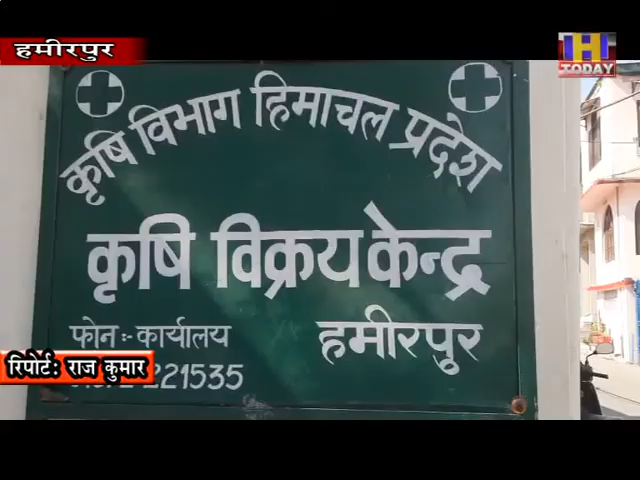 हमीरपुर
H
TODAY
कृषि विभाग हिमाचल प्रदेश
कृषि विक्रय केन्द्र
फोन :- कार्यालय
हमीरपुर
रिपोर्ट: राज कुमार
221535